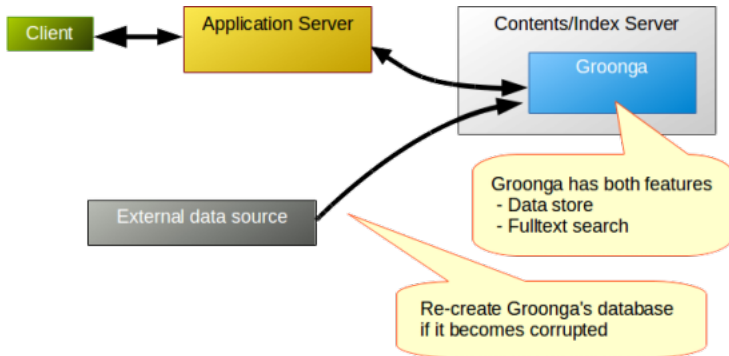 Client
Application Server
Contents/Index Server
Groonga
Groonga has both features
- Data store
- Fulltext search
External data source
Re-create Groonga's database
if it becomes corrupted